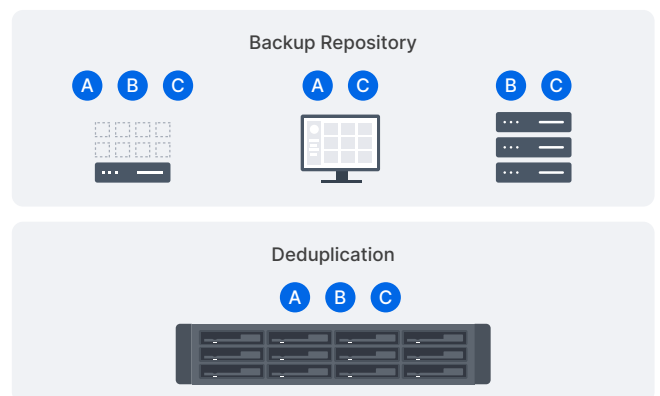 Backup Repository
A B C A C B C
Deduplication
A B C